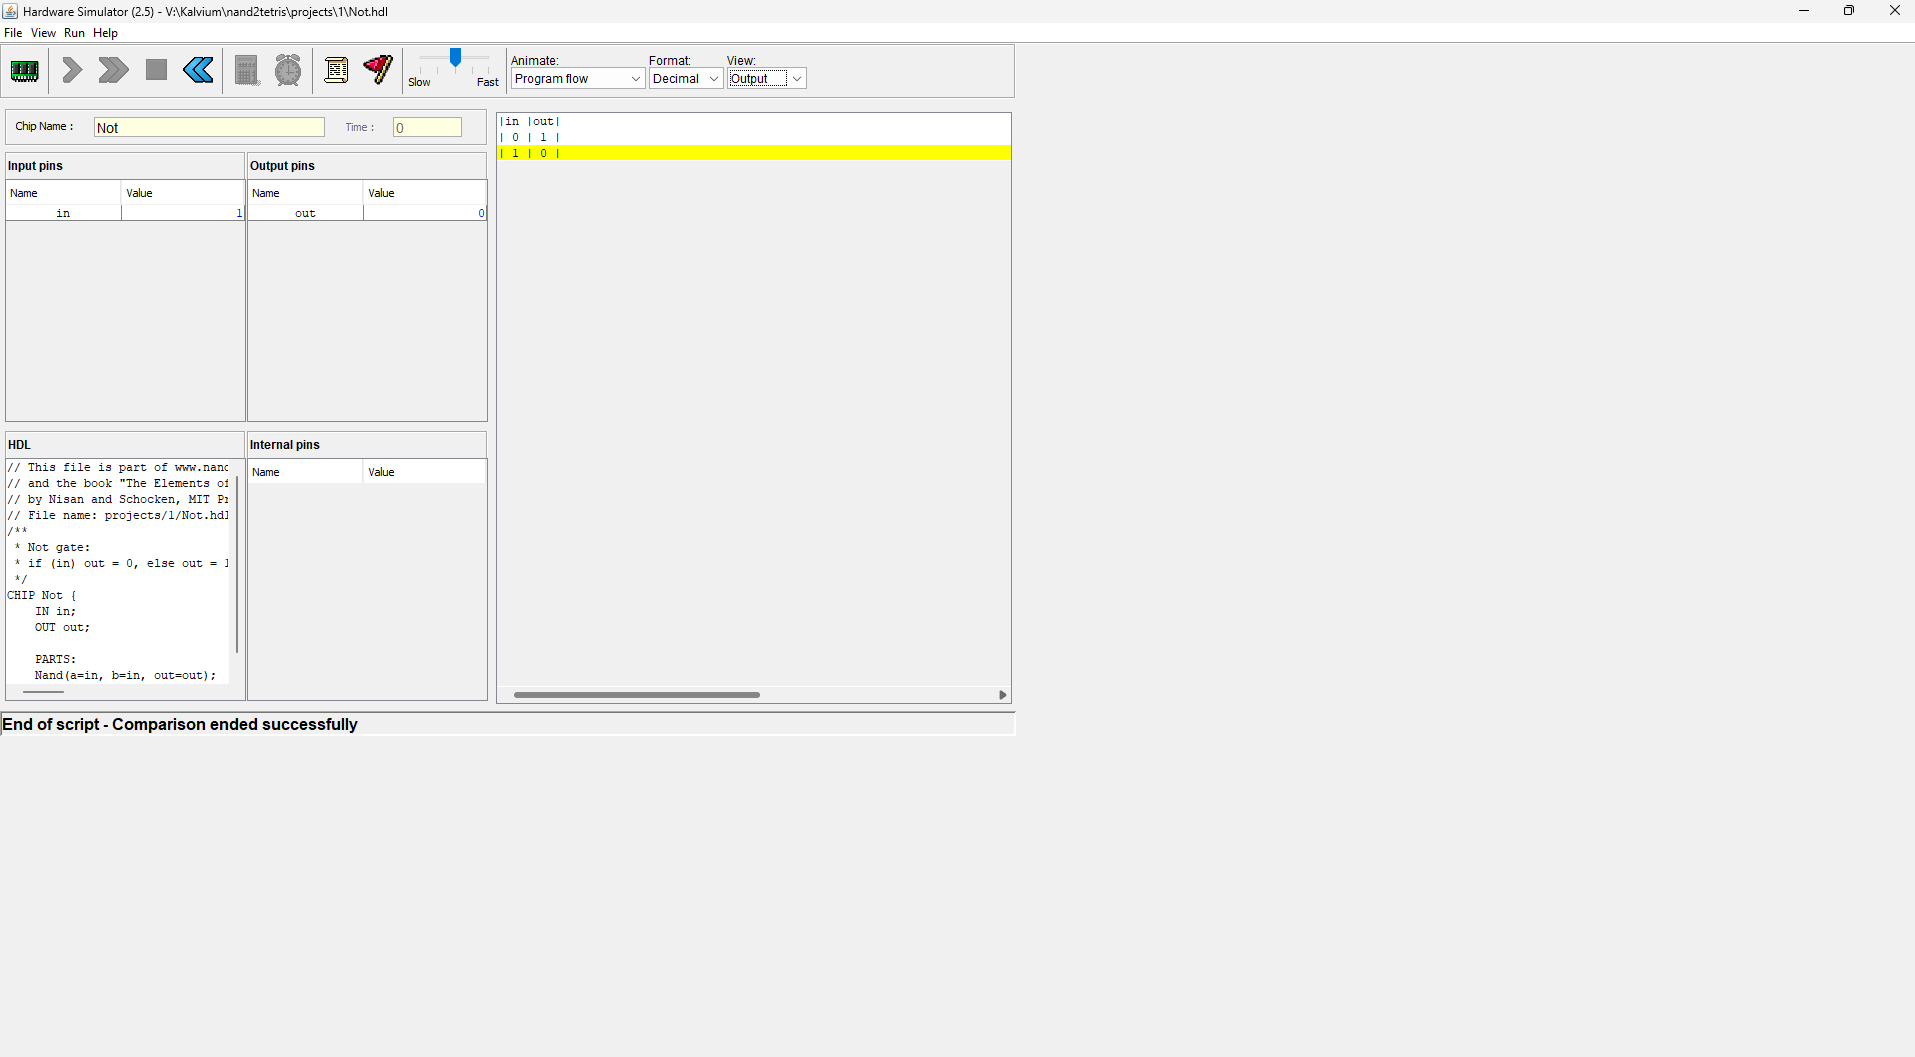 Hardware Simulator (2.5) - V:\Kalvium\nand2tetris\projects\1\Not.hdl
File View Run Help
Slow Fast
Animate: Format: View:
Program flow Decimal Output
Chip Name : Not Time : 0
Input pins Output pins
Name Value Name Value
in 1 out 0
|in |out|
| 0 | 1 |
| 1 | 0 |
HDL Internal pins
Name Value
// This file is part of www.nand
// and the book "The Elements of
// by Nisan and Schocken, MIT Pr
// File name: projects/1/Not.hdl
/**
* Not gate:
* if (in) out = 0, else out = 1
*/
CHIP Not {
IN in;
OUT out;
PARTS:
Nand(a=in, b=in, out=out);
End of script - Comparison ended successfully